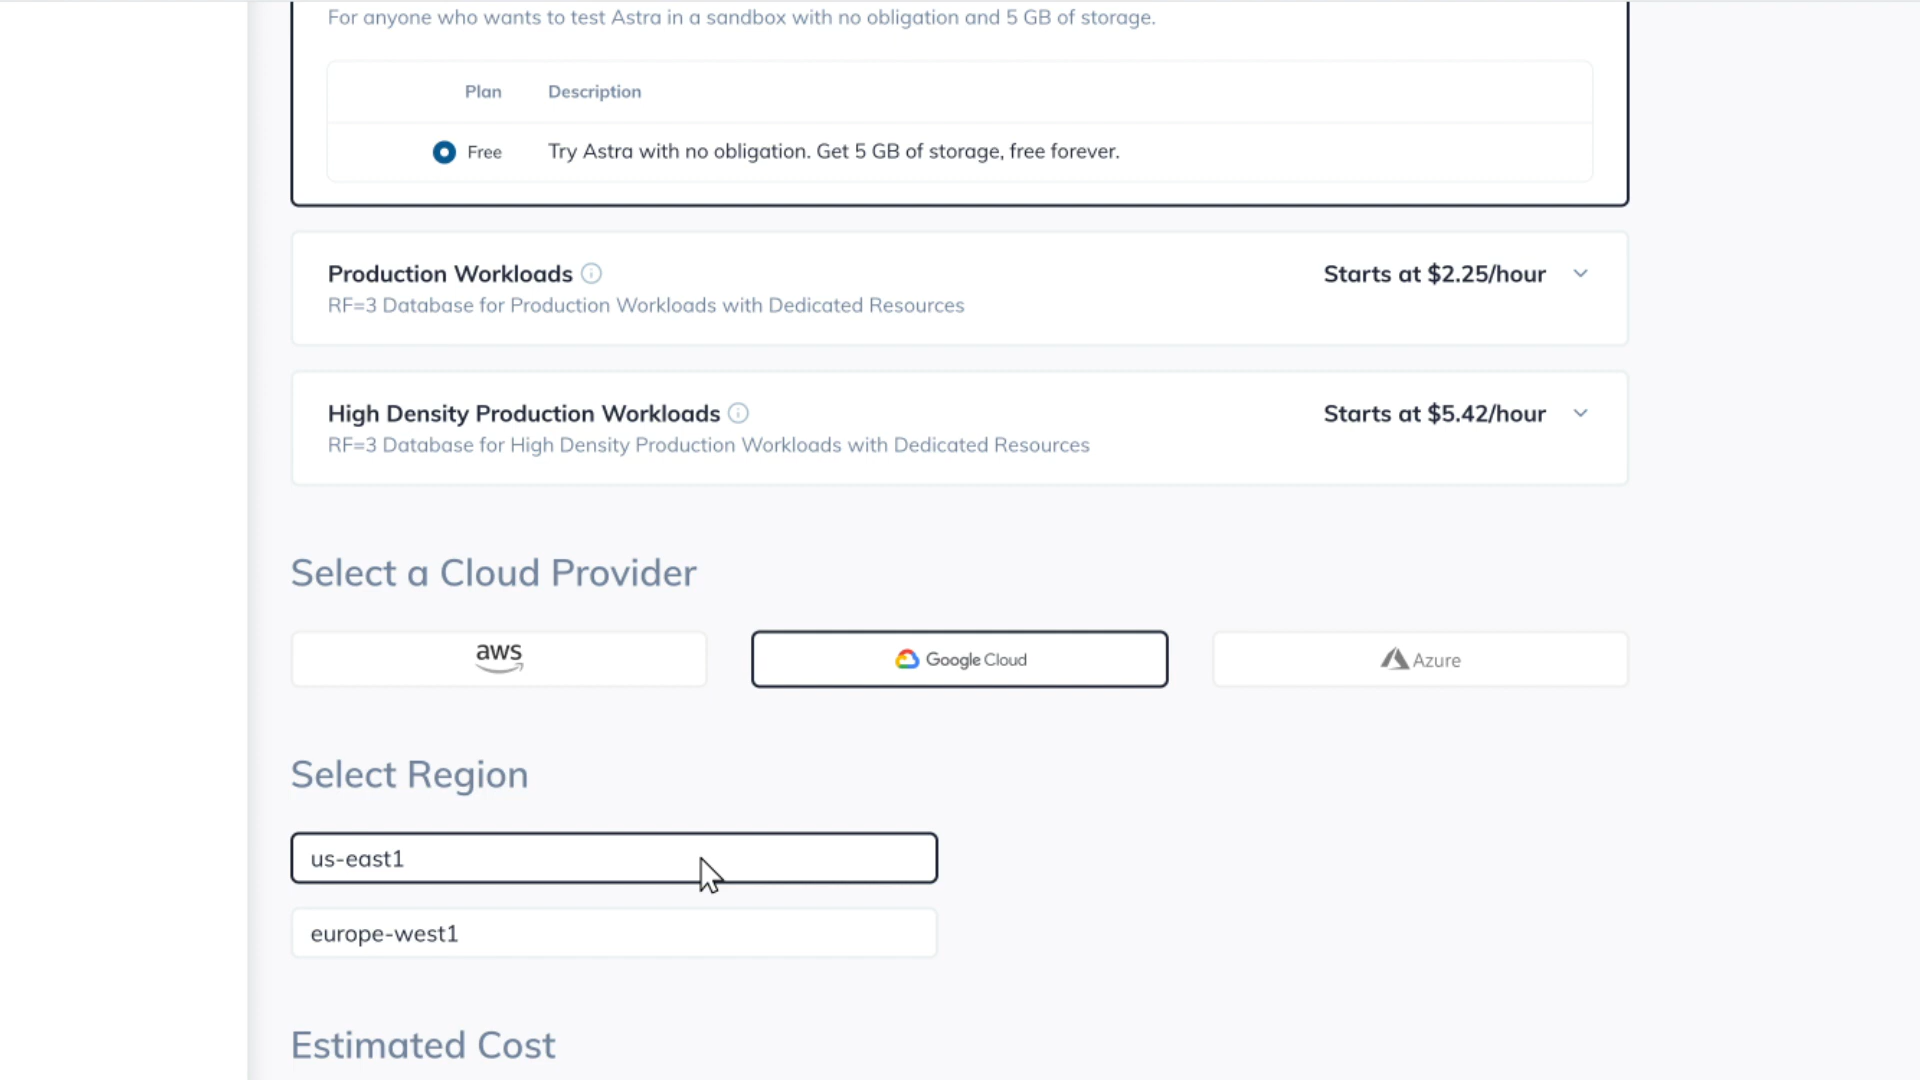 For anyone who wants to test Astra in a sandbox with no obligation and 5 GB of storage.
Plan Description
Free Try Astra with no obligation. Get 5 GB of storage, free forever.
Production Workloads Starts at $2.25/hour
RF=3 Database for Production Workloads with Dedicated Resources
High Density Production Workloads Starts at $5.42/hour
RF=3 Database for High Density Production Workloads with Dedicated Resources
Select a Cloud Provider
aws Google Cloud Azure
Select Region
us-east1
europe-west1
Estimated Cost